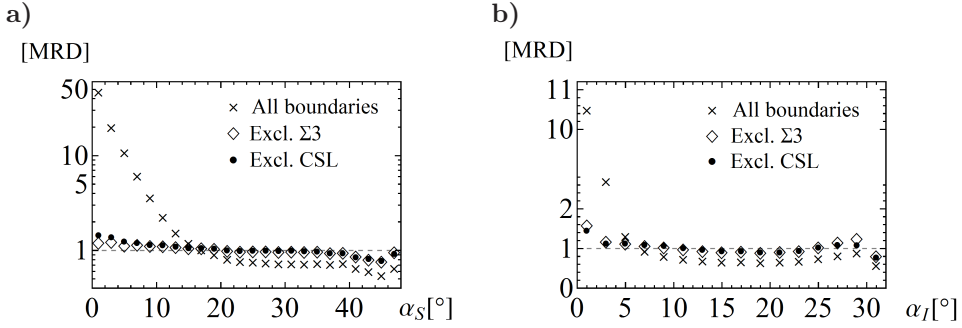 a)
[MRD]
50
10
5
1
All boundaries
Excl. Σ3
Excl. CSL
0 10 20 30 40 α_S[°]
b)
[MRD]
11
10
2
1
0
All boundaries
Excl. Σ3
Excl. CSL
0 5 10 15 20 25 30 α_I[°]